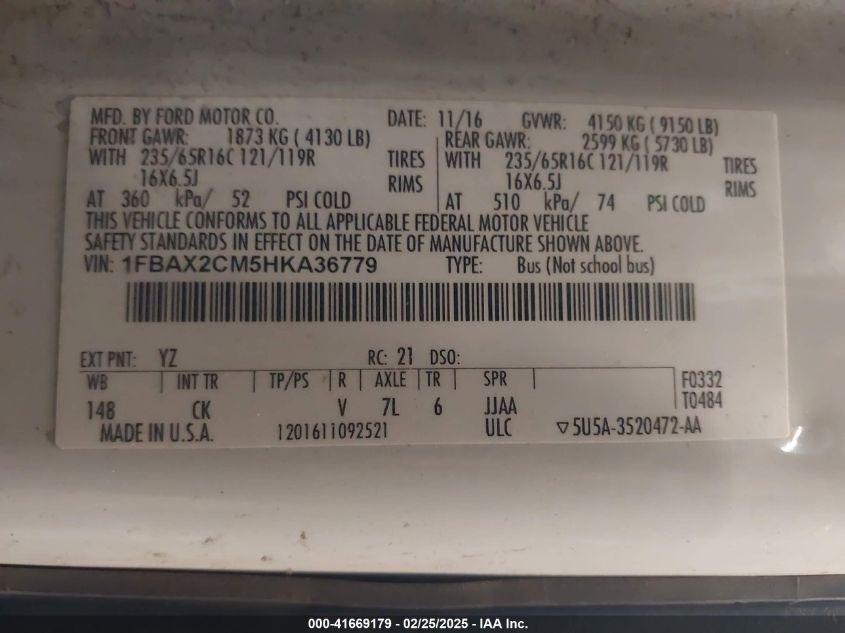 MFD. BY FORD MOTOR CO. DATE: 11/16 GVWR: 4150 KG ( 9150 LB)
FRONT GAWR: 1873 KG ( 4130 LB) REAR GAWR: 2599 KG ( 5730 LB)
WITH 235/65R16C 121/119R TIRES WITH 235/65R16C 121/119R TIRES
16X6.5J RIMS 16X6.5J RIMS
AT 360 kPa/ 52 PSI COLD AT 510 kPa/ 74 PSI COLD
THIS VEHICLE CONFORMS TO ALL APPLICABLE FEDERAL MOTOR VEHICLE
SAFETY STANDARDS IN EFFECT ON THE DATE OF MANUFACTURE SHOWN ABOVE.
VIN: 1FBAX2CM5HKA36779 TYPE: Bus (Not school bus)
EXT PNT: YZ RC: 21 DSO:
WB INT TR TP/PS R AXLE TR SPR F0332
148 CK V 7L 6 JJAA T0484
MADE IN U.S.A. 1201611092521 ULC ▽5U5A-3520472-AA
000-41669179 - 02/25/2025 - IAA Inc.